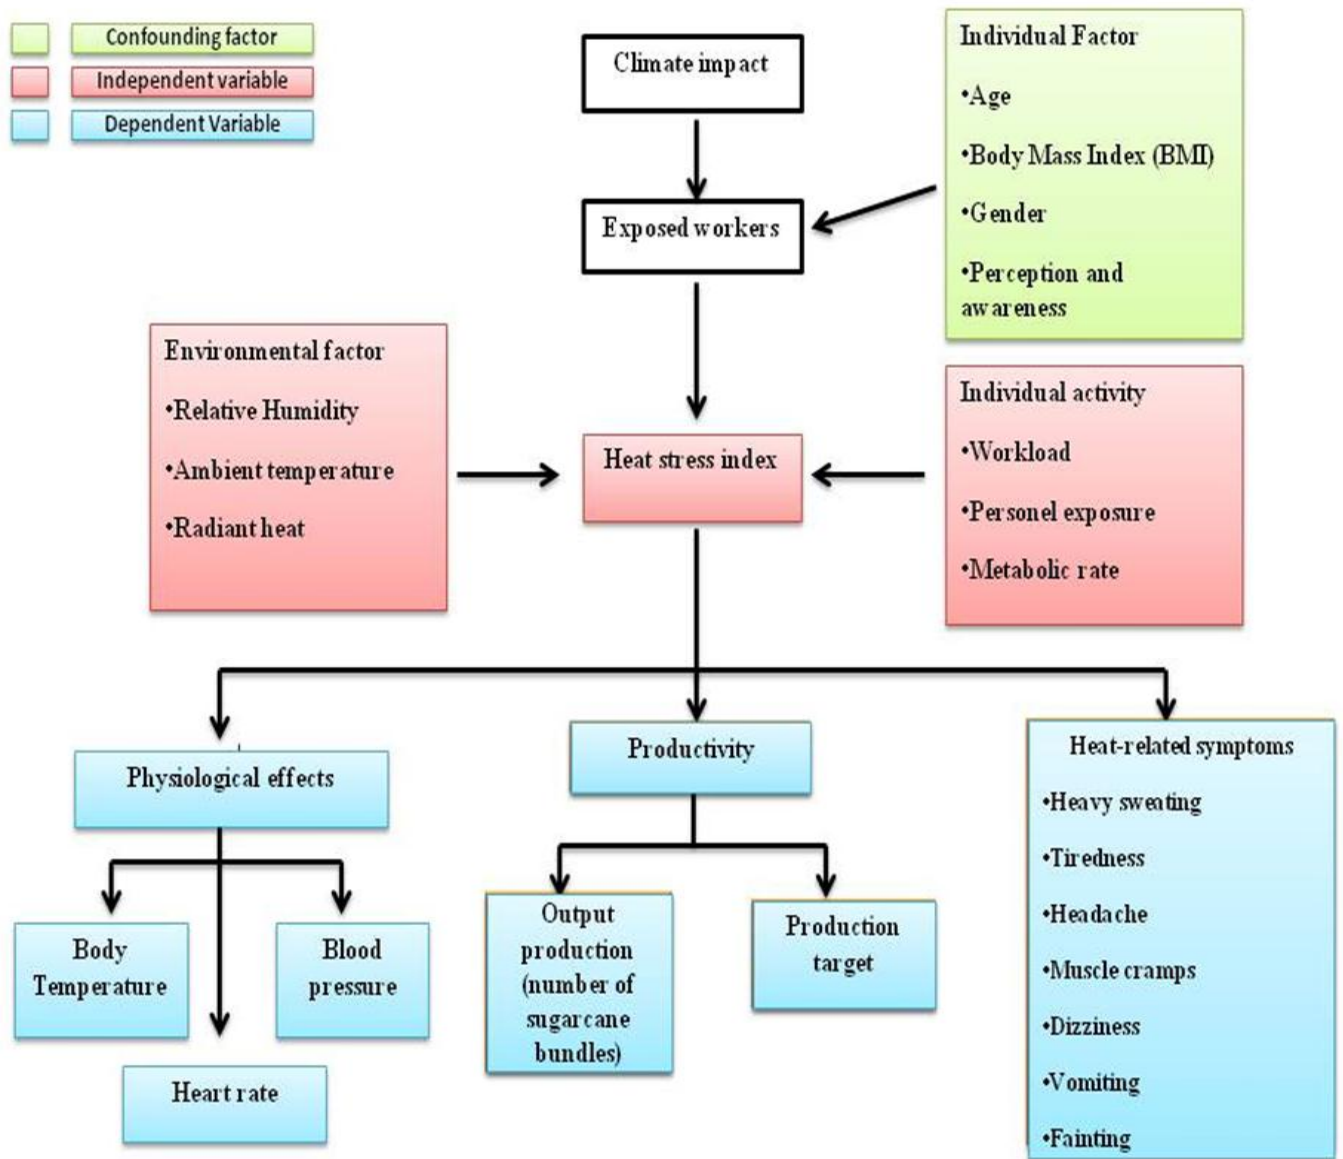 Confounding factor
Independent variable
Dependent Variable
Climate impact
Exposed workers
Individual Factor
•Age
•Body Mass Index (BMI)
•Gender
•Perception and
awareness
Environmental factor
•Relative Humidity
•Ambient temperature
•Radiant heat
Heat stress index
Individual activity
•Workload
•Personel exposure
•Metabolic rate
Physiological effects
Body
Temperature
Blood
pressure
Heart rate
Productivity
Output
production
(number of
sugarcane
bundles)
Production
target
Heat-related symptoms
•Heavy sweating
•Tiredness
•Headache
•Muscle cramps
•Dizziness
•Vomiting
•Fainting